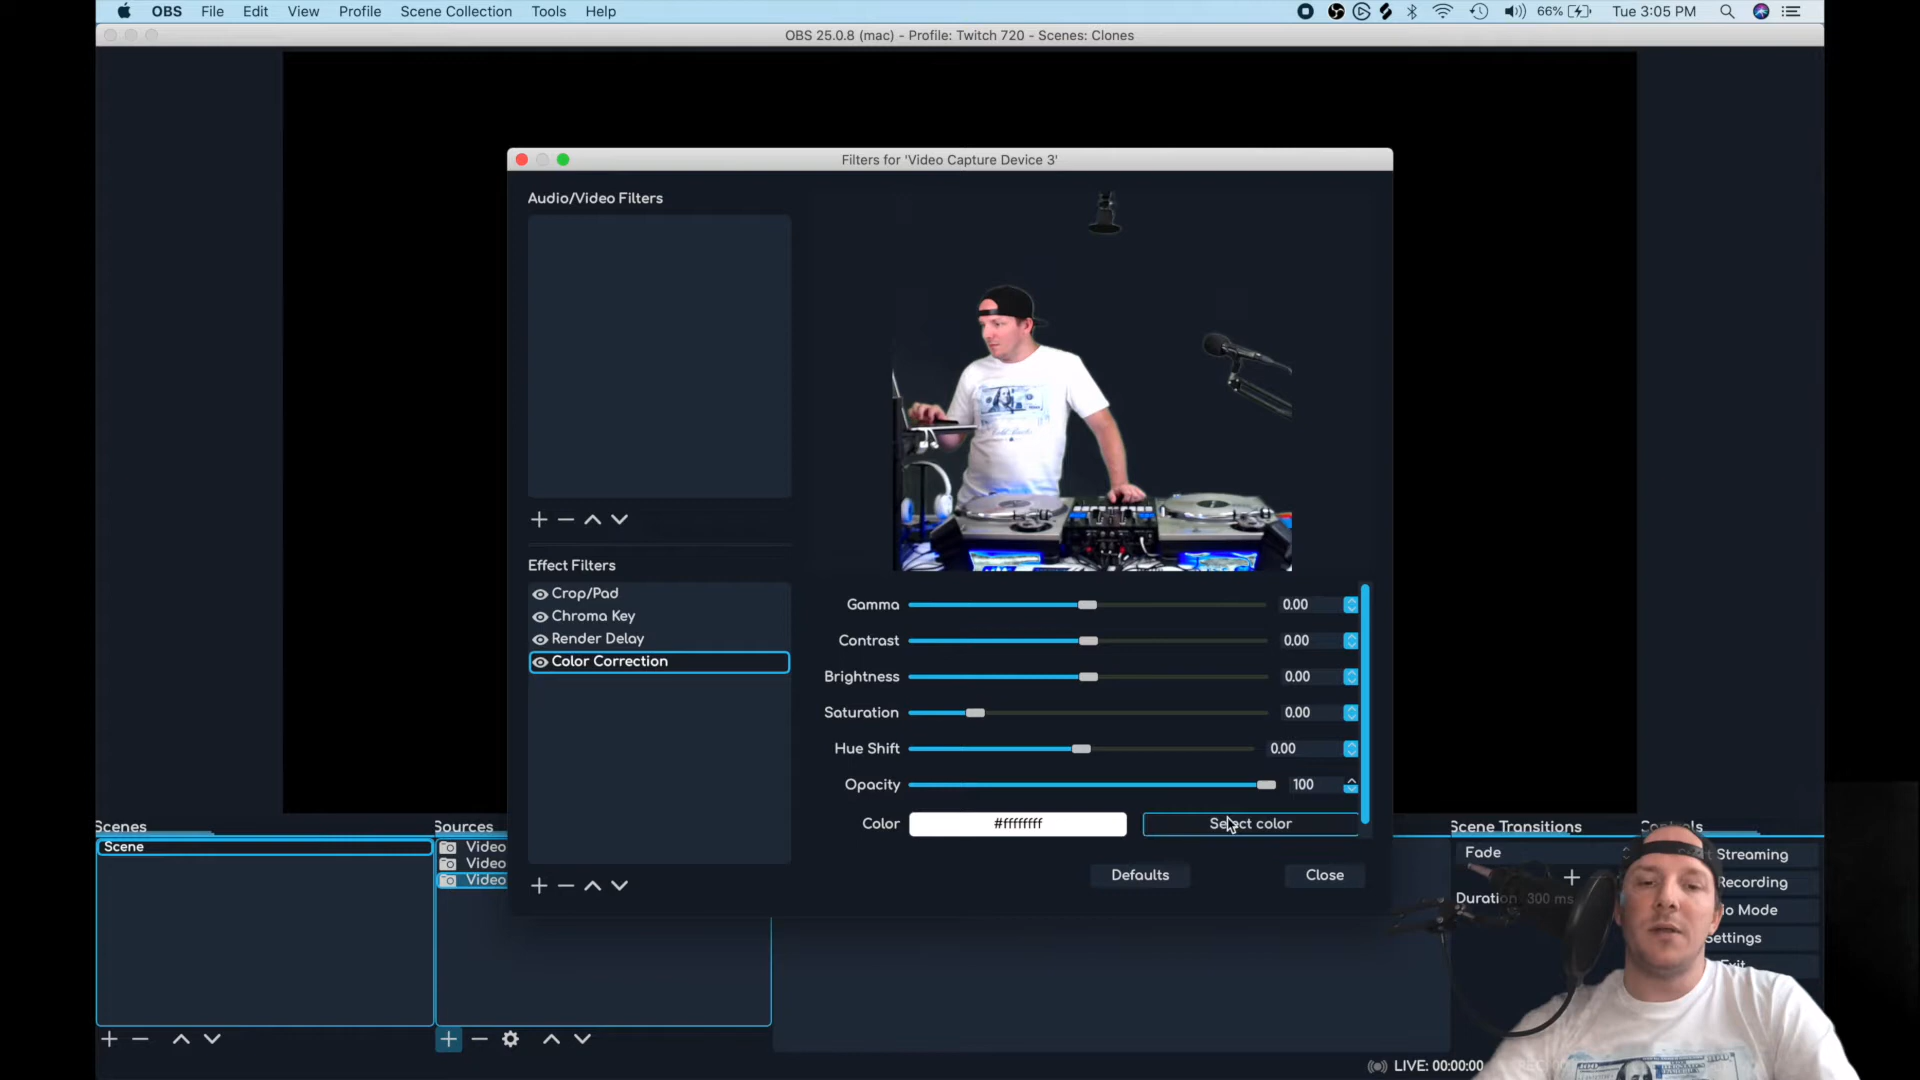 OBS File Edit View Profile Scene Collection Tools Help 66% Tue 3:05 PM
OBS 25.0.8 (mac) - Profile: Twitch 720 - Scenes: Clones
Filters for 'Video Capture Device 3'
Audio/Video Filters
Effect Filters
Crop/Pad
Chroma Key
Render Delay
Color Correction
Gamma 0.00
Contrast 0.00
Brightness 0.00
Saturation 0.00
Hue Shift 0.00
Opacity 100
Color #ffffffff Select color
Defaults Close
Scenes
Scene
Sources
Video
Video
Video
Scene Transitions
Fade
Duration 300 ms
Streaming
Recording
Mode
Settings
LIVE: 00:00:00